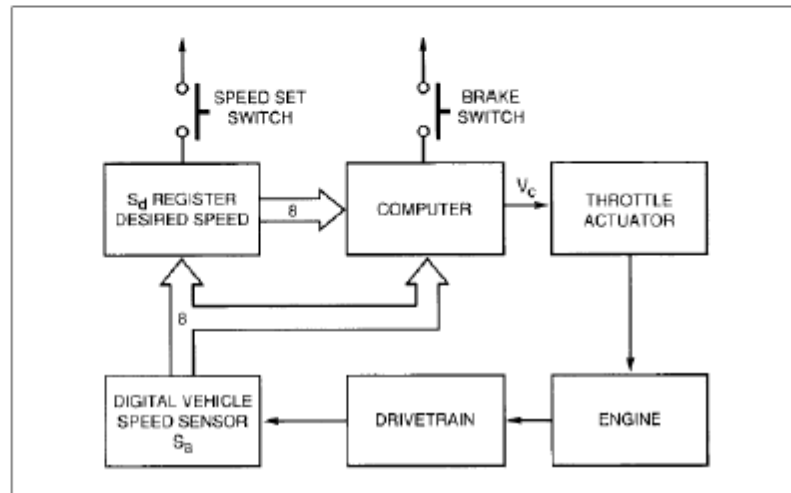 SPEED SET
SWITCH
BRAKE
SWITCH
Sd REGISTER
DESIRED SPEED
8
COMPUTER
Vc
THROTTLE
ACTUATOR
8
DIGITAL VEHICLE
SPEED SENSOR
Sa
DRIVETRAIN
ENGINE